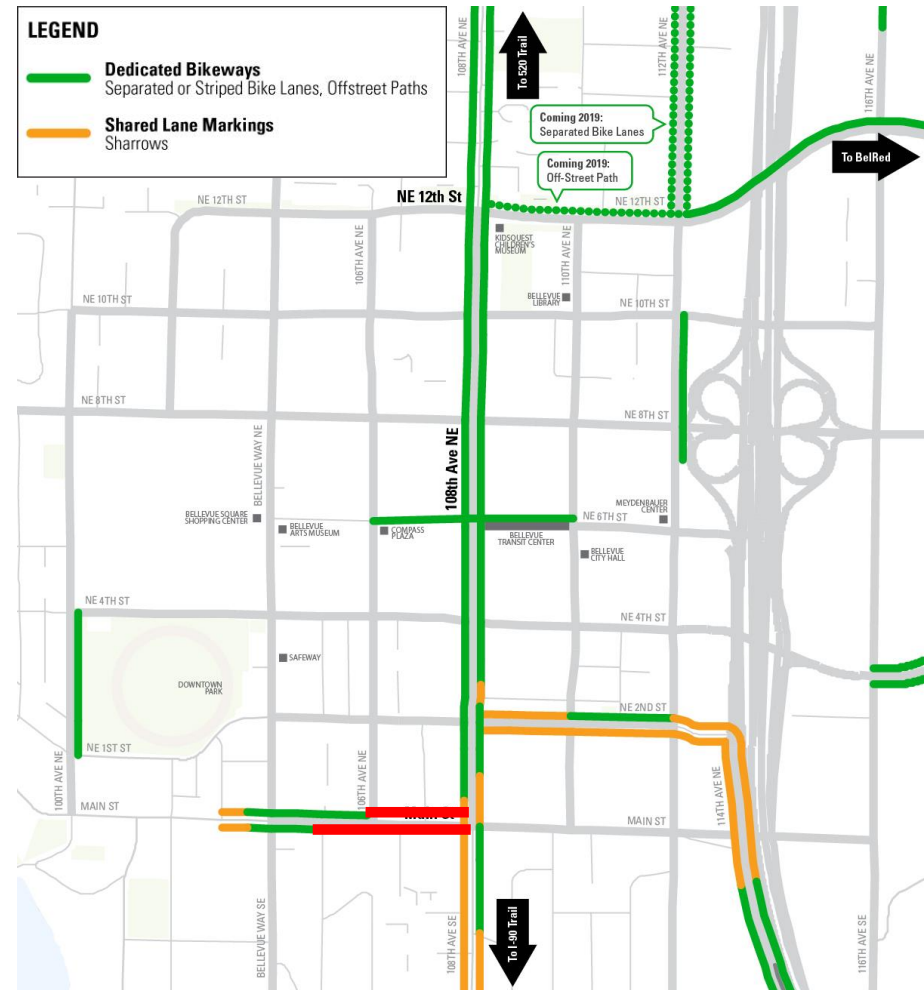 LEGEND
Dedicated Bikeways
Separated or Striped Bike Lanes, Offstreet Paths
Shared Lane Markings
Sharrows
108TH AVE NE
To 520 Trail
112TH AVE NE
116TH AVE NE
Coming 2019:
Separated Bike Lanes
Coming 2019:
Off-Street Path
To BelRed
NE 12TH ST
NE 12th St
NE 12TH ST
106TH AVE NE
KIDSQUEST
CHILDREN'S
MUSEUM
110TH AVE NE
BELLEVUE
LIBRARY
NE 10TH ST
NE 10TH ST
NE 8TH ST
NE 8TH ST
BELLEVUE WAY NE
108th Ave NE
BELLEVUE SQUARE
SHOPPING CENTER
BELLEVUE
ARTS MUSEUM
COMPASS
PLAZA
BELLEVUE
TRANSIT CENTER
NE 6TH ST
MEYDENBAUER
CENTER
BELLEVUE
CITY HALL
NE 4TH ST
NE 4TH ST
SAFEWAY
DOWNTOWN
PARK
NE 2ND ST
NE 1ST ST
100TH AVE NE
106TH AVE NE
114TH AVE NE
MAIN ST
Main St
MAIN ST
BELLEVUE WAY SE
108TH AVE SE
To I-90 Trail
116TH AVE SE